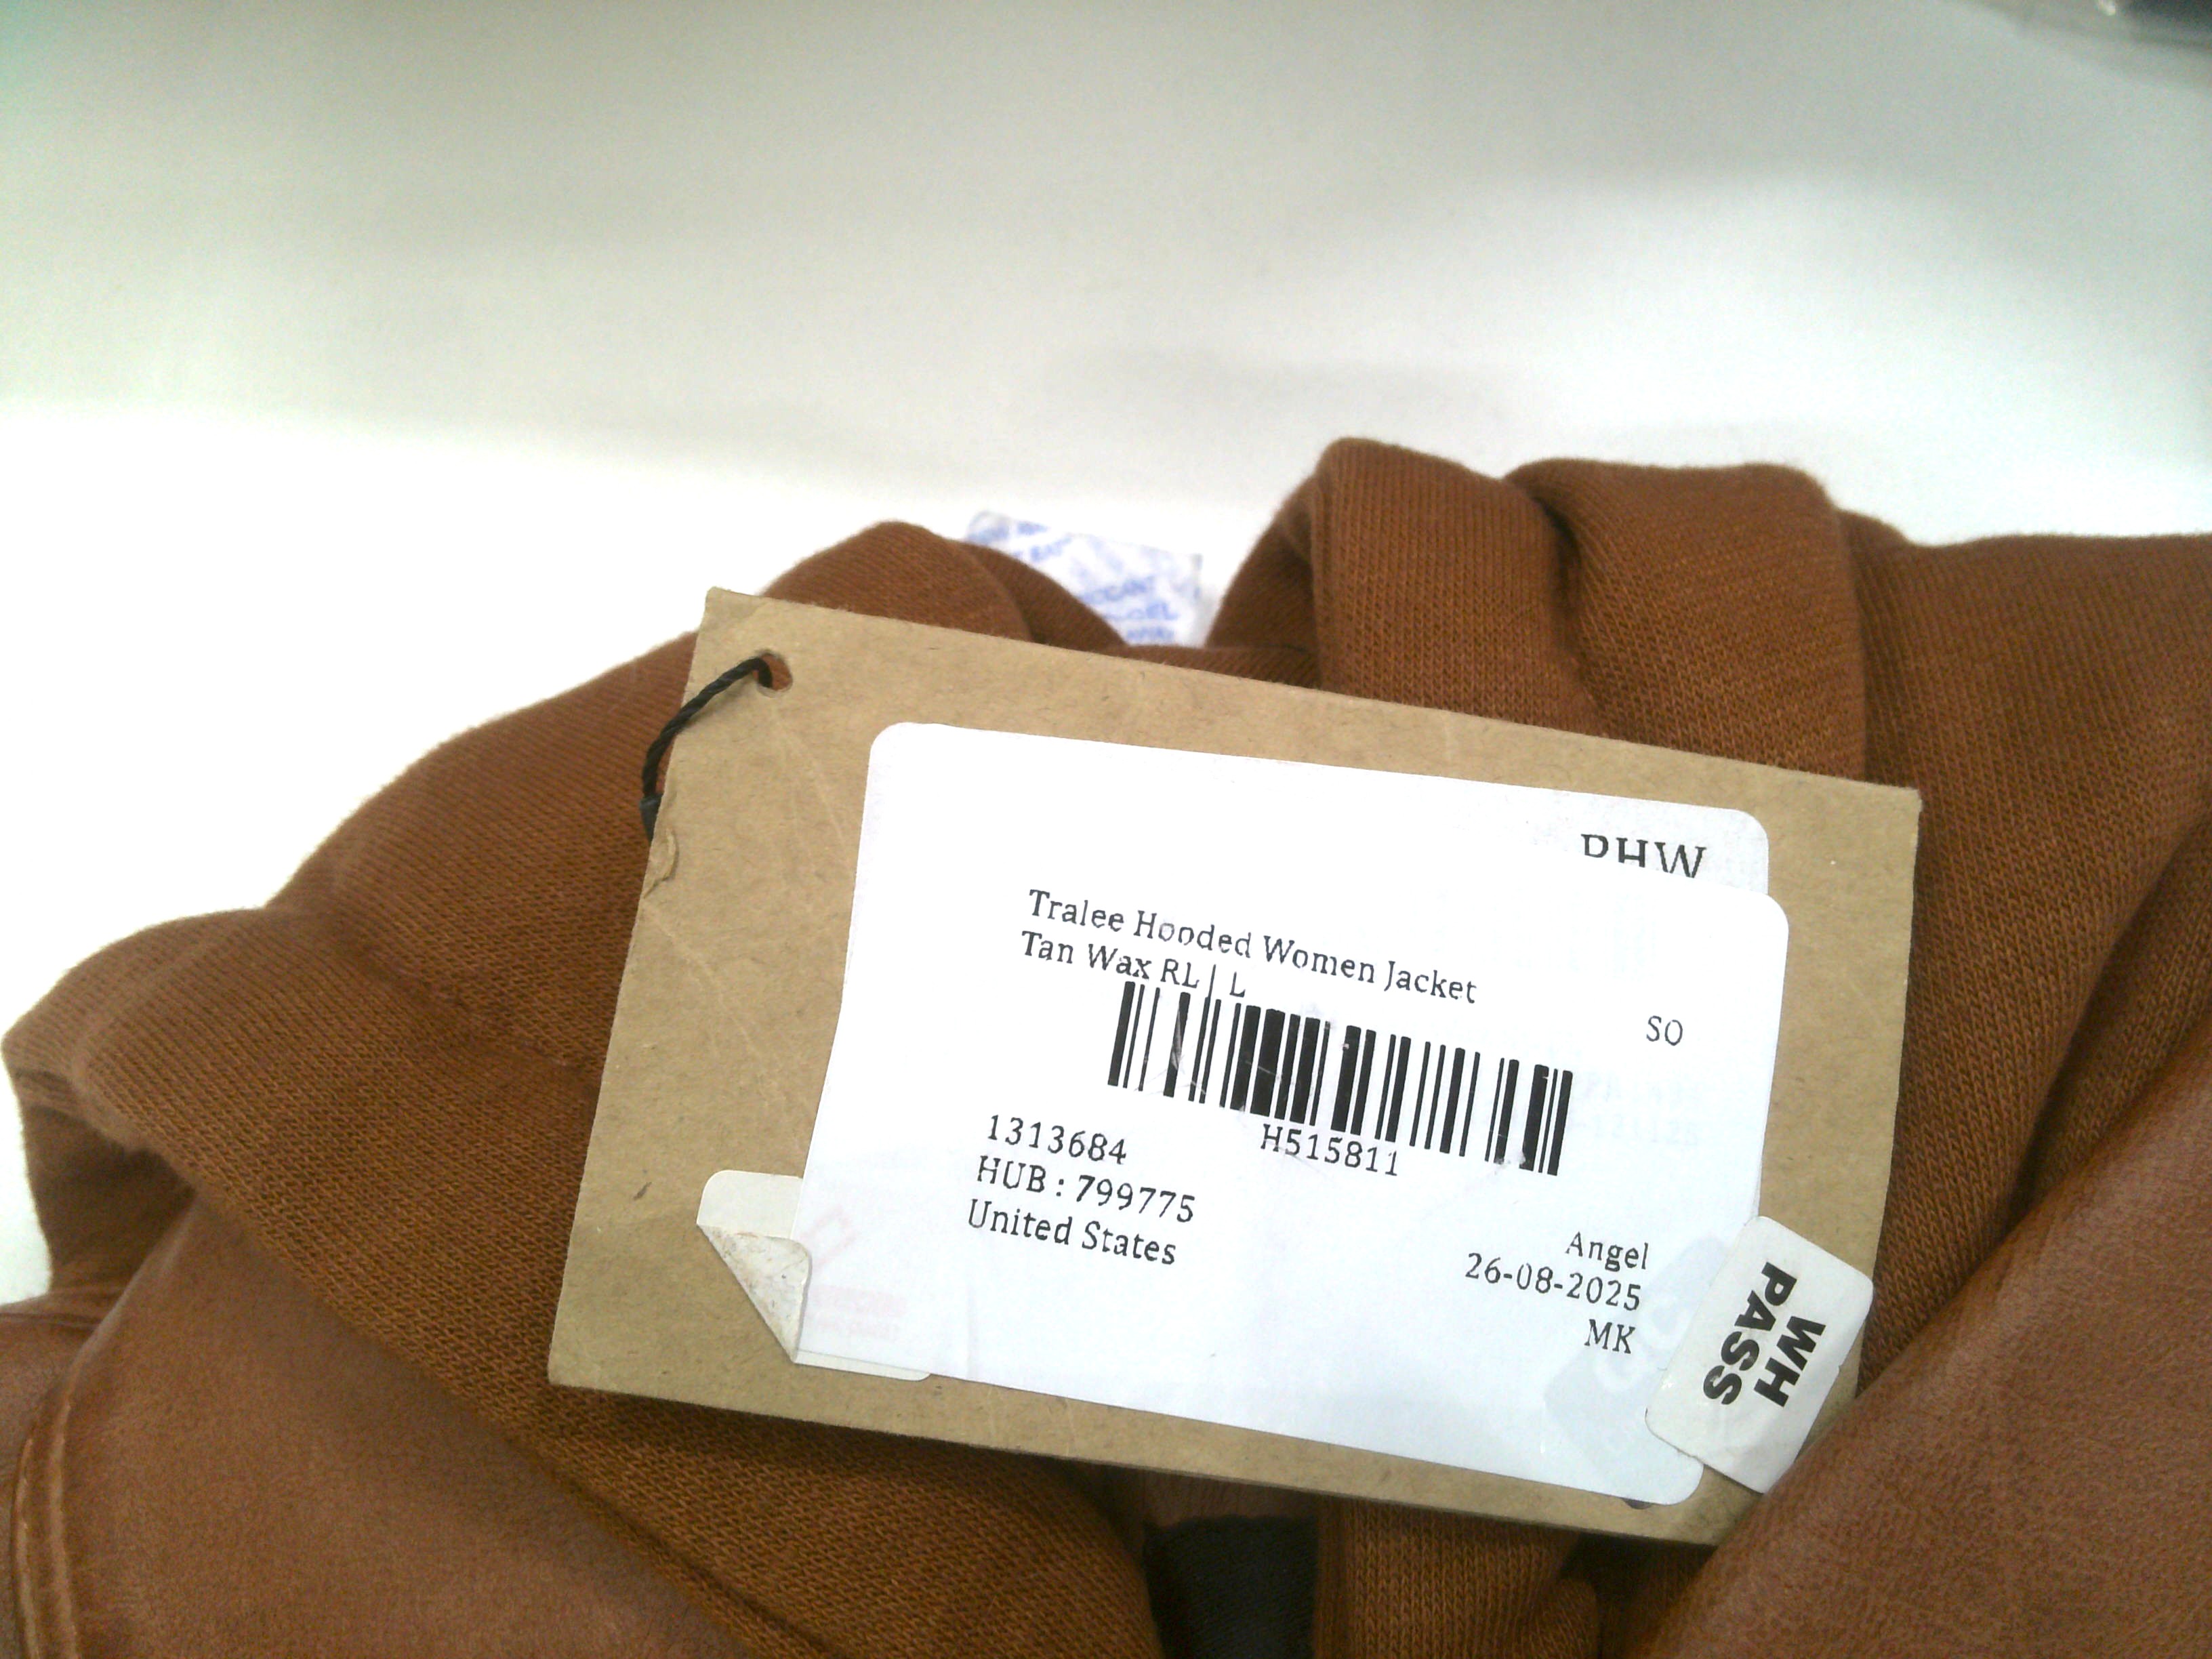 Tralee Hooded Women Jacket
Tan Wax RL | L
SO
H515811
1313684
HUB : 799775
United States
Angel
26-08-2025
MK
WH
PASS